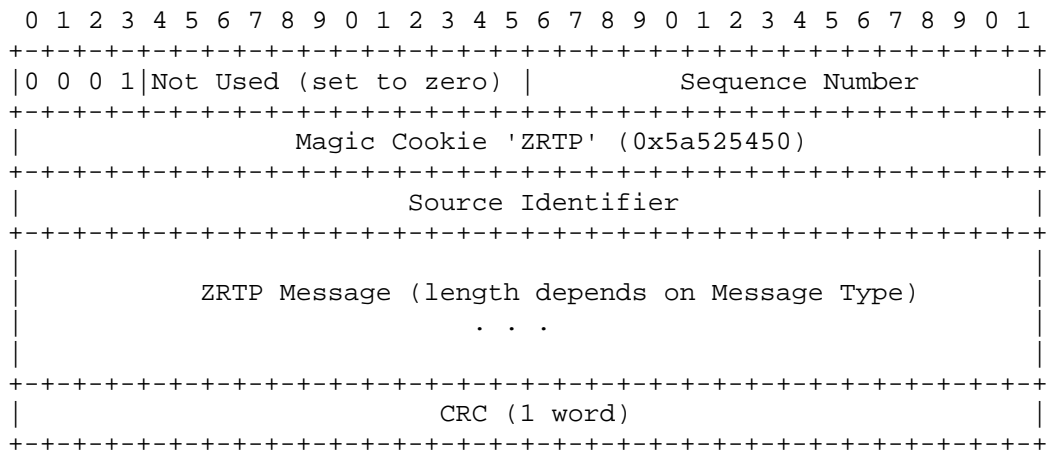 0 1 2 3 4 5 6 7 8 9 0 1 2 3 4 5 6 7 8 9 0 1 2 3 4 5 6 7 8 9 0 1
+-+-+-+-+-+-+-+-+-+-+-+-+-+-+-+-+-+-+-+-+-+-+-+-+-+-+-+-+-+-+-+-+
|0 0 0 1|Not Used (set to zero) |         Sequence Number       |
+-+-+-+-+-+-+-+-+-+-+-+-+-+-+-+-+-+-+-+-+-+-+-+-+-+-+-+-+-+-+-+-+
|                 Magic Cookie 'ZRTP' (0x5a525450)              |
+-+-+-+-+-+-+-+-+-+-+-+-+-+-+-+-+-+-+-+-+-+-+-+-+-+-+-+-+-+-+-+-+
|                        Source Identifier                      |
+-+-+-+-+-+-+-+-+-+-+-+-+-+-+-+-+-+-+-+-+-+-+-+-+-+-+-+-+-+-+-+-+
|                                                               |
|           ZRTP Message (length depends on Message Type)       |
|                            . . .                              |
|                                                               |
+-+-+-+-+-+-+-+-+-+-+-+-+-+-+-+-+-+-+-+-+-+-+-+-+-+-+-+-+-+-+-+-+
|                          CRC (1 word)                         |
+-+-+-+-+-+-+-+-+-+-+-+-+-+-+-+-+-+-+-+-+-+-+-+-+-+-+-+-+-+-+-+-+